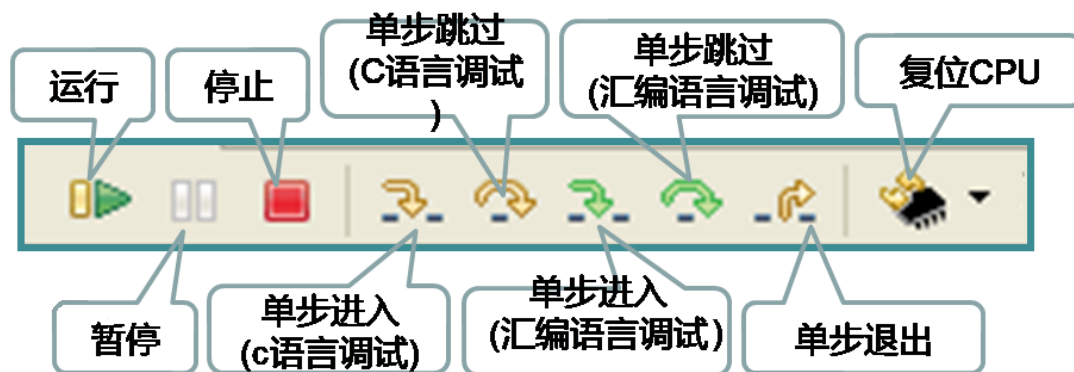 运行
停止
单步跳过
(C语言调试
)
单步跳过
(汇编语言调试)
复位CPU
暂停
单步进入
(c语言调试)
单步进入
(汇编语言调试)
单步退出